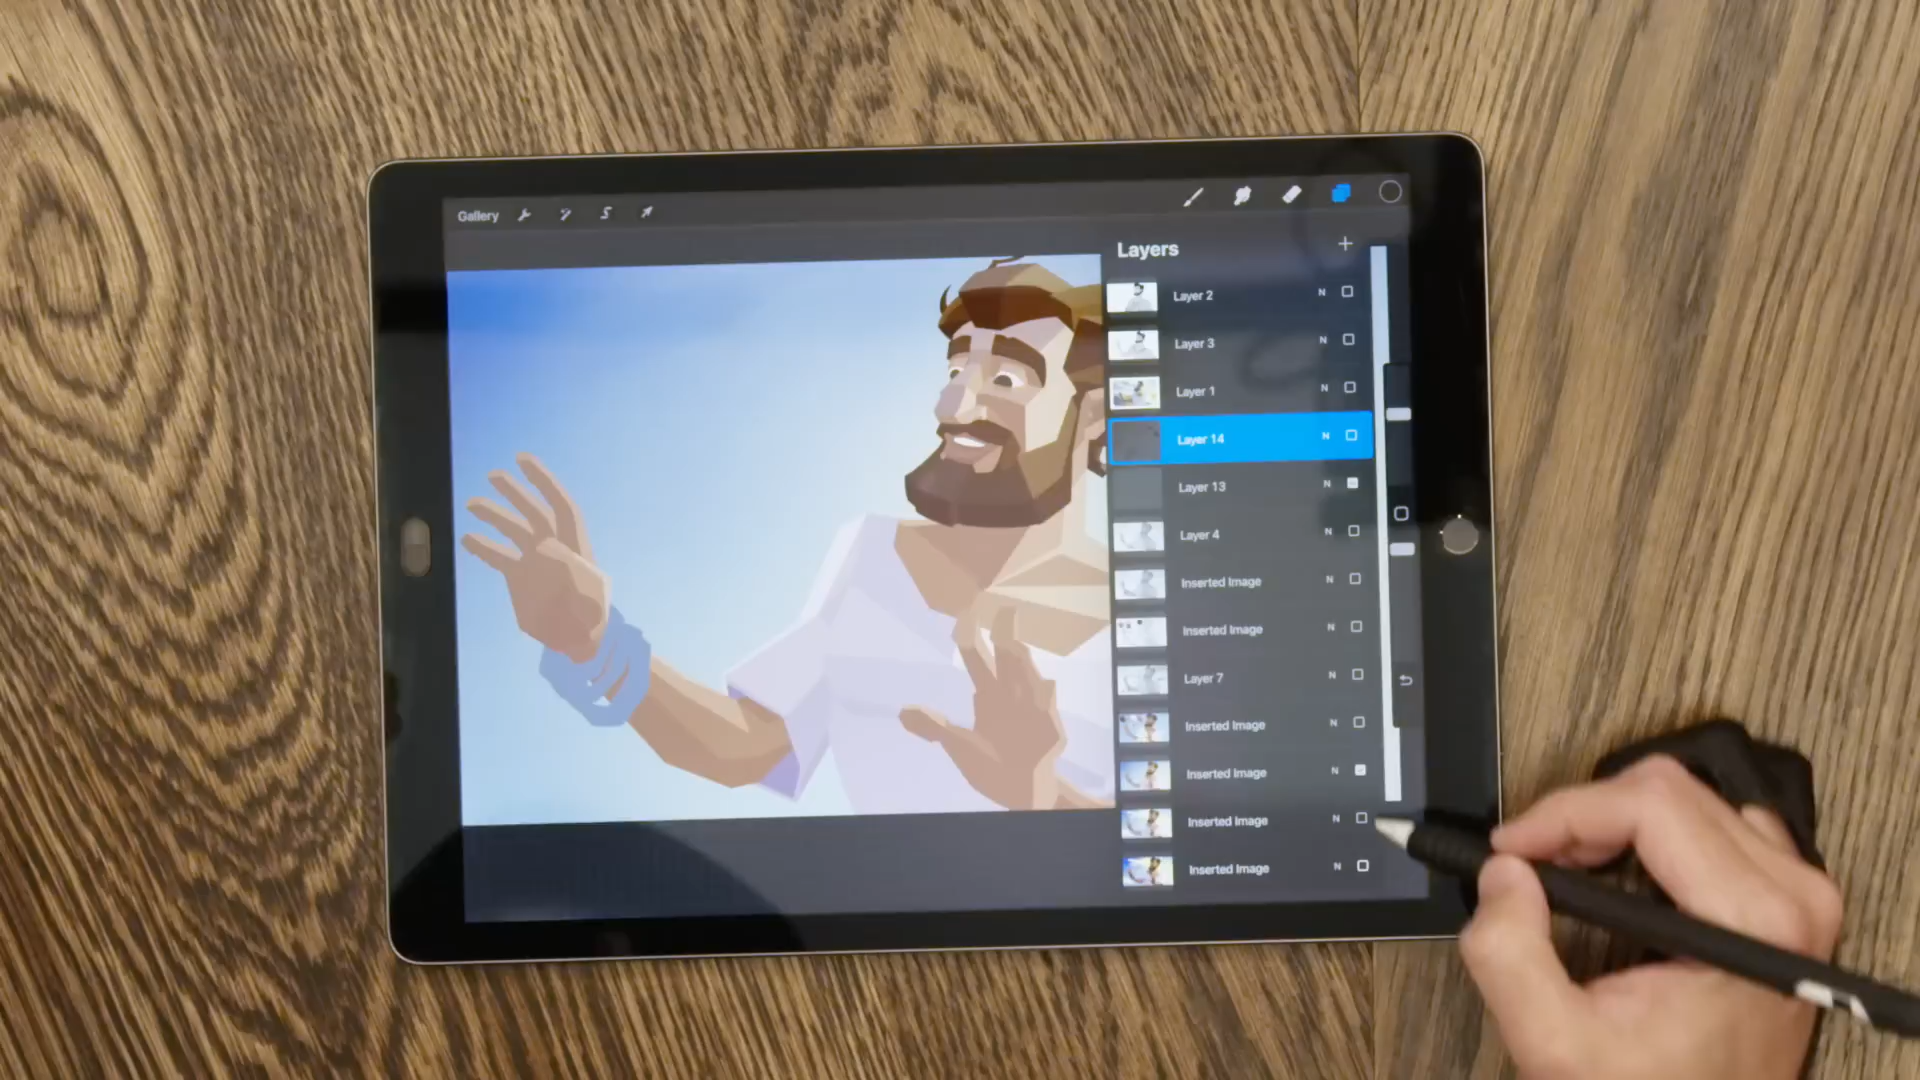 Gallery
Layers
Layer 2 N
Layer 3 N
Layer 1 N
Layer 14 N
Layer 13 N
Layer 4 N
Inserted Image N
Inserted Image N
Layer 7 N
Inserted Image N
Inserted Image N
Inserted Image N
Inserted Image N